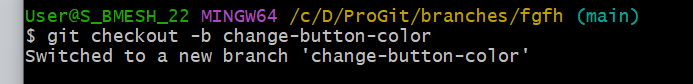 User@S_BMESH_22 MINGW64 /c/D/ProGit/branches/fgfh (main)
$ git checkout -b change-button-color
Switched to a new branch 'change-button-color'